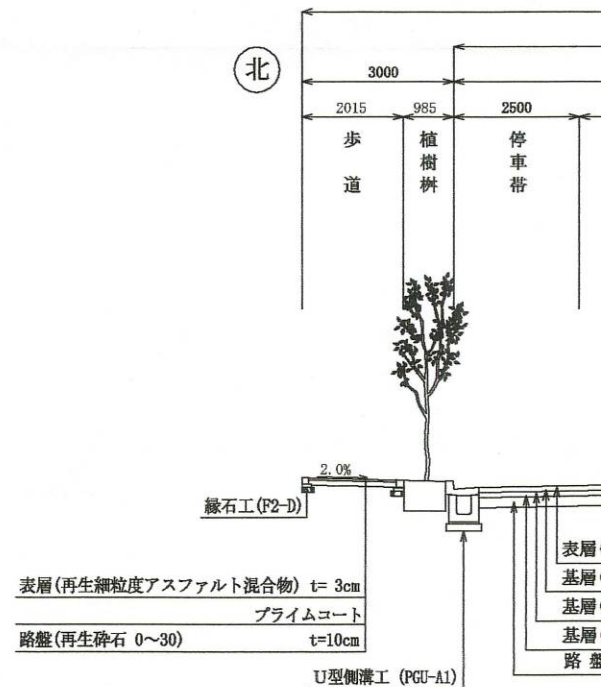 北
3000
2015
985
2500
歩道
植樹桝
停車帯
2.0%
縁石工(F2-D)
表層(再生細粒度アスファルト混合物) t= 3cm
プライムコート
路盤(再生砕石 0～30) t=10cm
U型側溝工 (PGU-A1)
表層(
基層(
基層(
基層(
路 盤